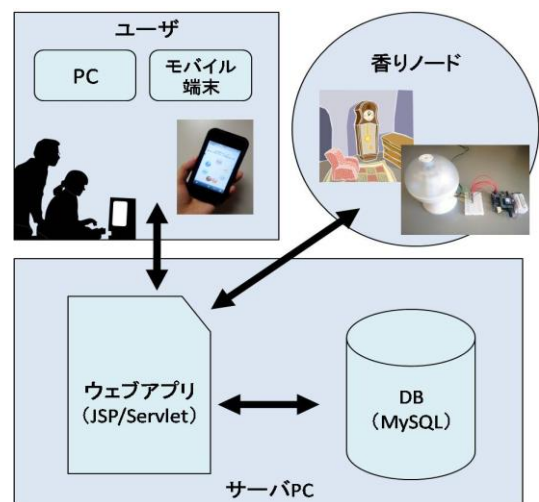 ユーザ
PC
モバイル
端末
香りノード
ウェブアプリ
(JSP/Servlet)
DB
(MySQL)
サーバPC